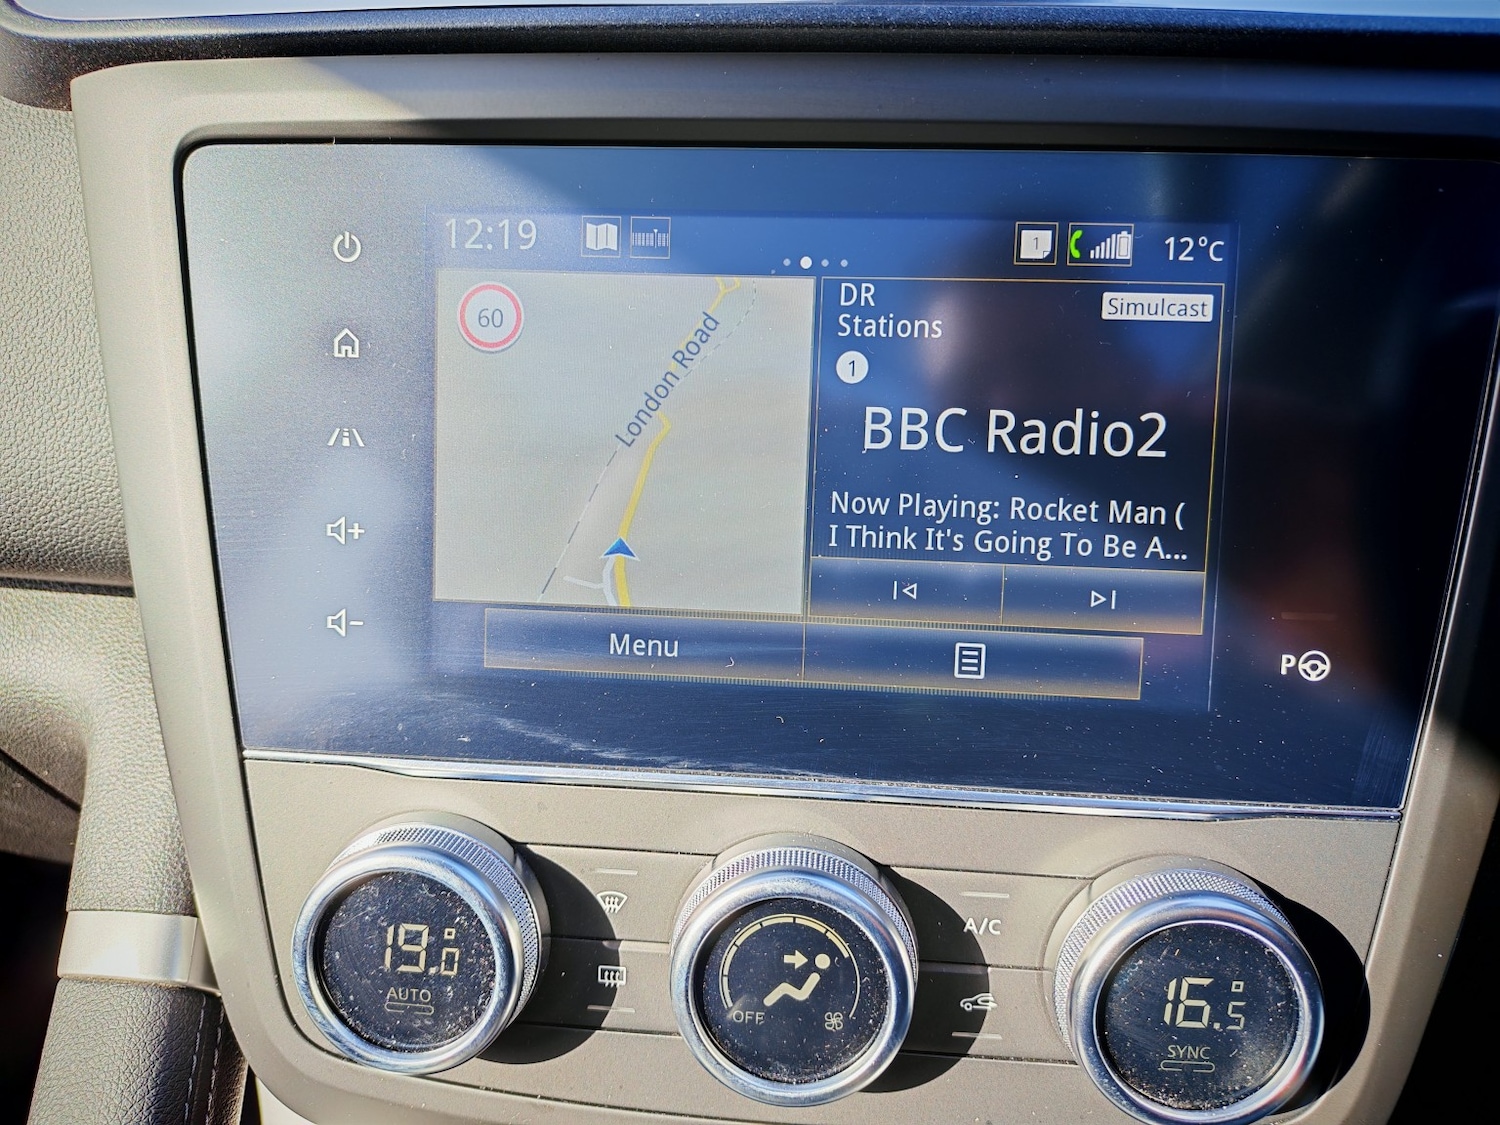 12:19
1
12°C
60
London Road
DR
Stations
Simulcast
1
BBC Radio2
Now Playing: Rocket Man (
I Think It's Going To Be A...
Menu
P
19.0°
AUTO
OFF
A/C
16.5°
SYNC